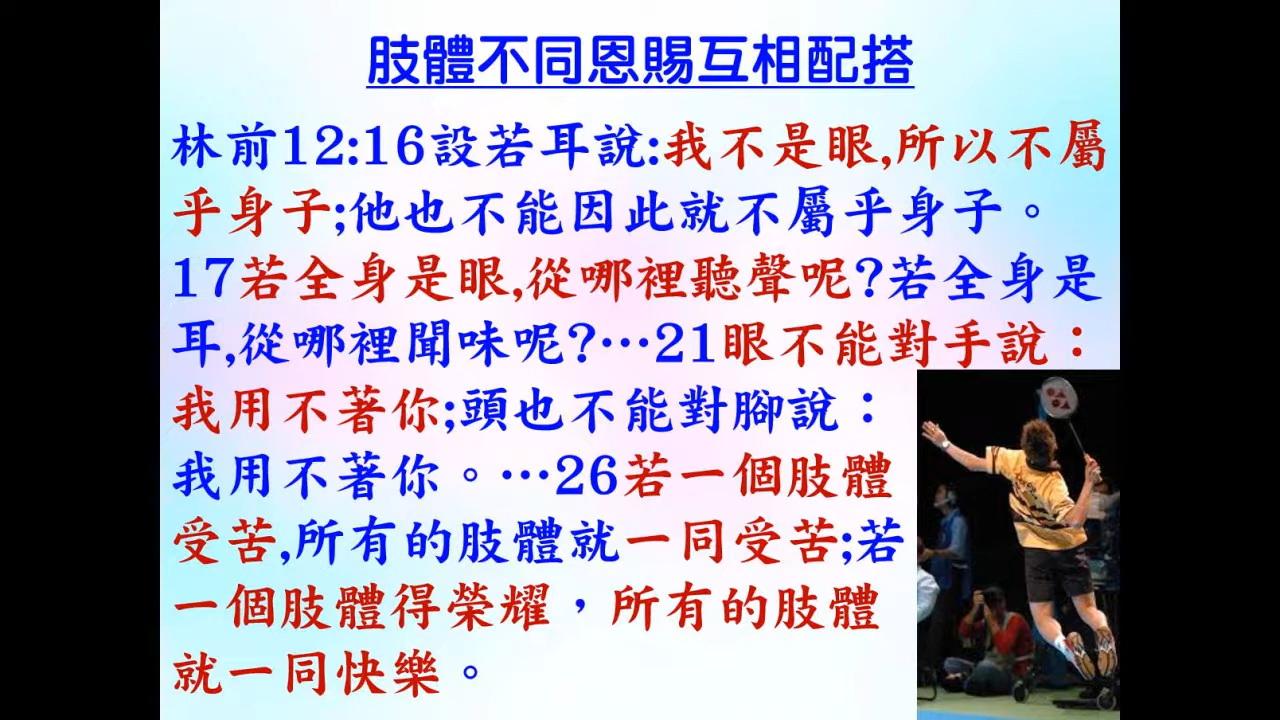 肢體不同恩賜互相配搭
林前12:16設若耳說:我不是眼,所以不屬
乎身子;他也不能因此就不屬乎身子。
17若全身是眼,從哪裡聽聲呢?若全身是
耳,從哪裡聞味呢?…21眼不能對手說：
我用不著你;頭也不能對腳說：
我用不著你。…26若一個肢體
受苦,所有的肢體就一同受苦;若
一個肢體得榮耀，所有的肢體
就一同快樂。